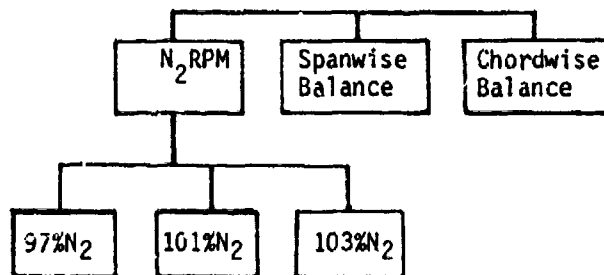 N₂RPM
Spanwise
Balance
Chordwise
Balance
97%N₂
101%N₂
103%N₂